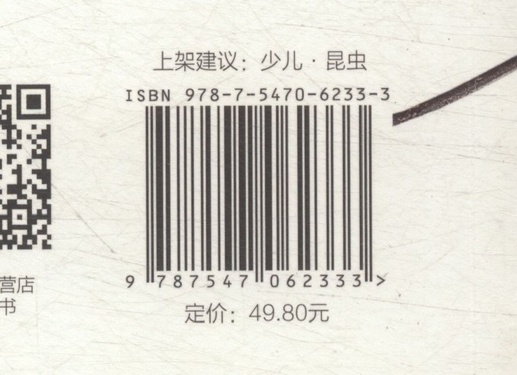 上架建议：少儿·昆虫
ISBN 978-7-5470-6233-3
9 787547 062333>
定价：49.80元
营店
书